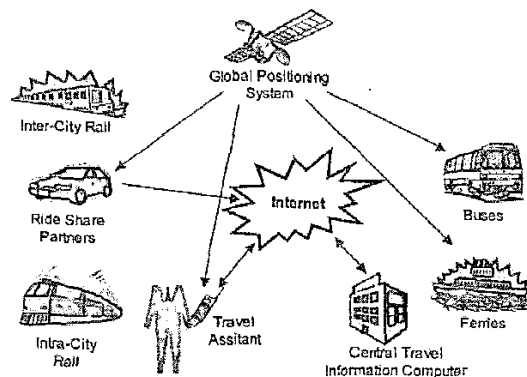 Global Positioning
System
Inter-City Rail
Ride Share
Partners
Internet
Buses
Intra-City
Rail
Travel
Assitant
Central Travel
Information Computer
Ferries